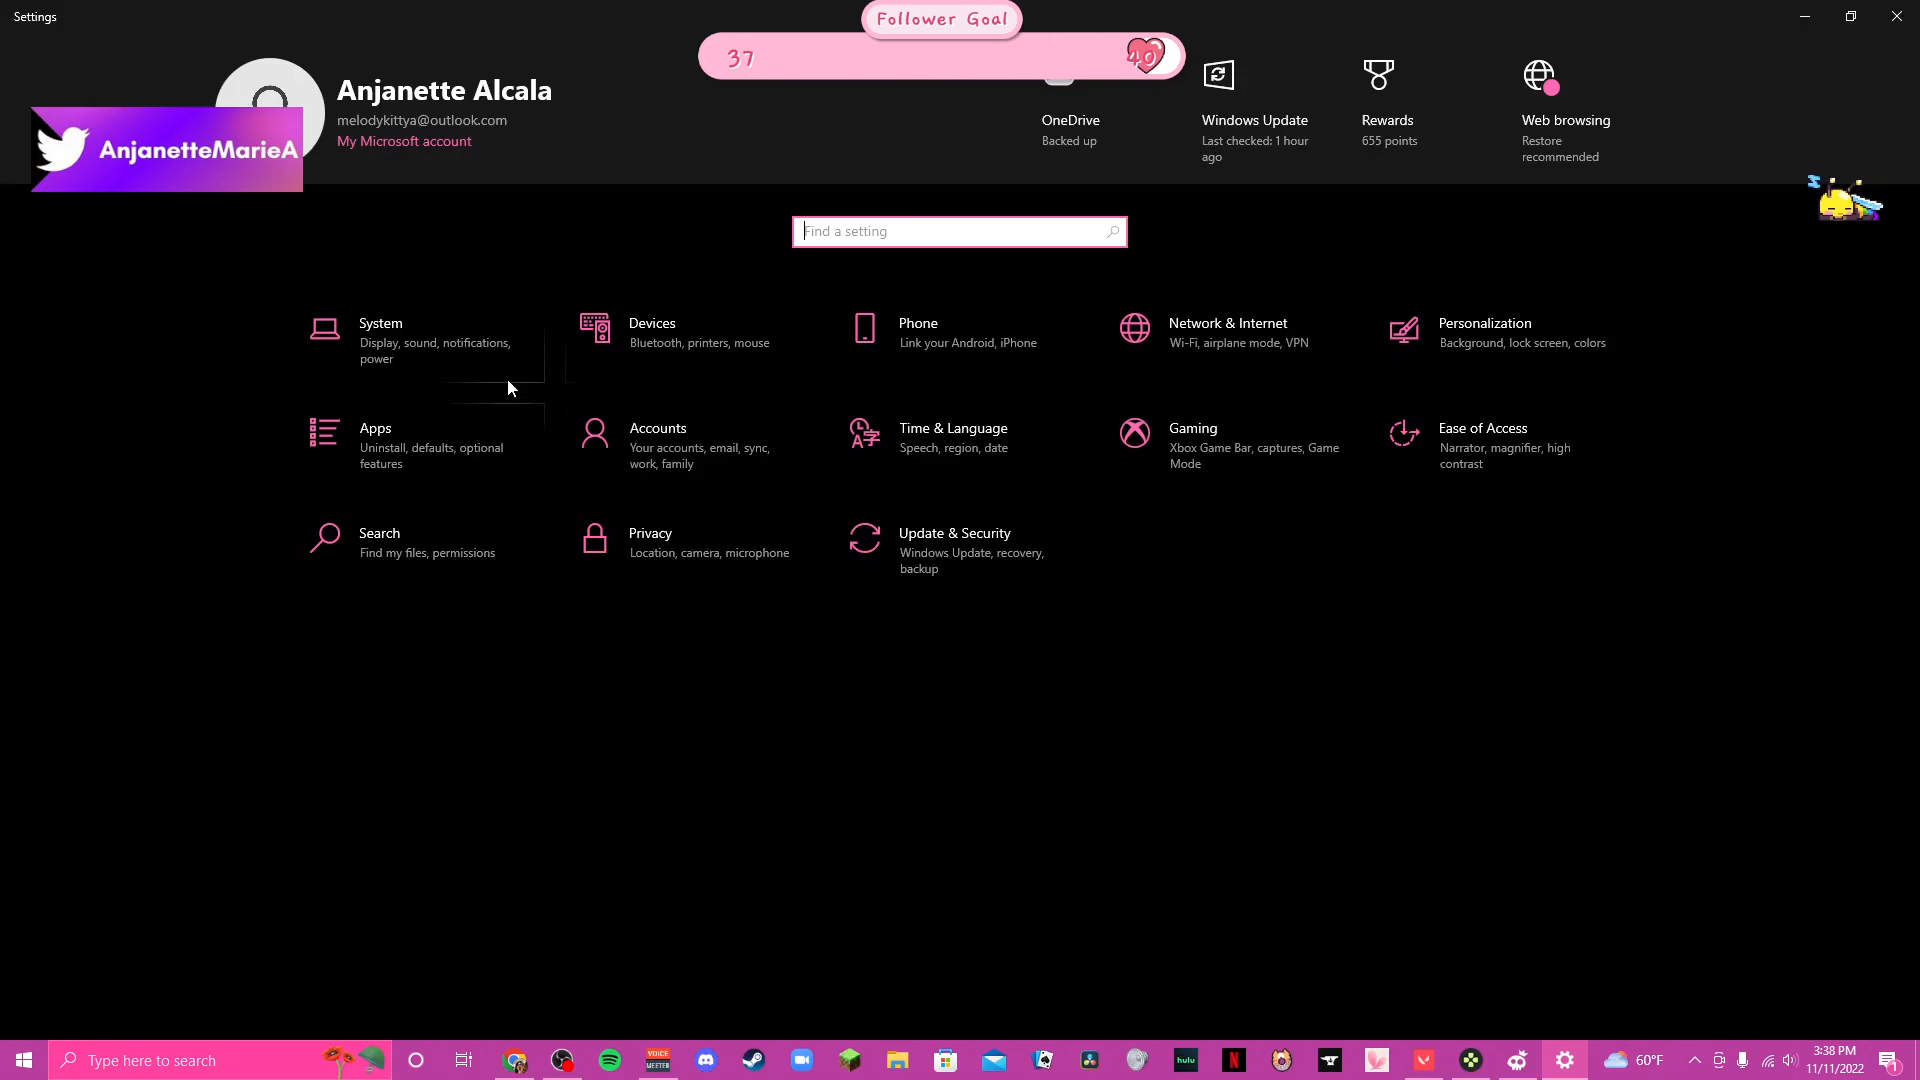 Settings
Follower Goal
37
40
Anjanette Alcala
melodykittya@outlook.com
My Microsoft account
AnjanetteMarieA
OneDrive
Backed up
Windows Update
Last checked: 1 hour
ago
Rewards
655 points
Web browsing
Restore
recommended
Z
Find a setting
System
Display, sound, notifications,
power
Devices
Bluetooth, printers, mouse
Phone
Link your Android, iPhone
Network & Internet
Wi-Fi, airplane mode, VPN
Personalization
Background, lock screen, colors
Apps
Uninstall, defaults, optional
features
Accounts
Your accounts, email, sync,
work, family
Time & Language
Speech, region, date
Gaming
Xbox Game Bar, captures, Game
Mode
Ease of Access
Narrator, magnifier, high
contrast
Search
Find my files, permissions
Privacy
Location, camera, microphone
Update & Security
Windows Update, recovery,
backup
Type here to search
VOICE
MEETER
hulu
N
60°F
3:38 PM
11/11/2022
1